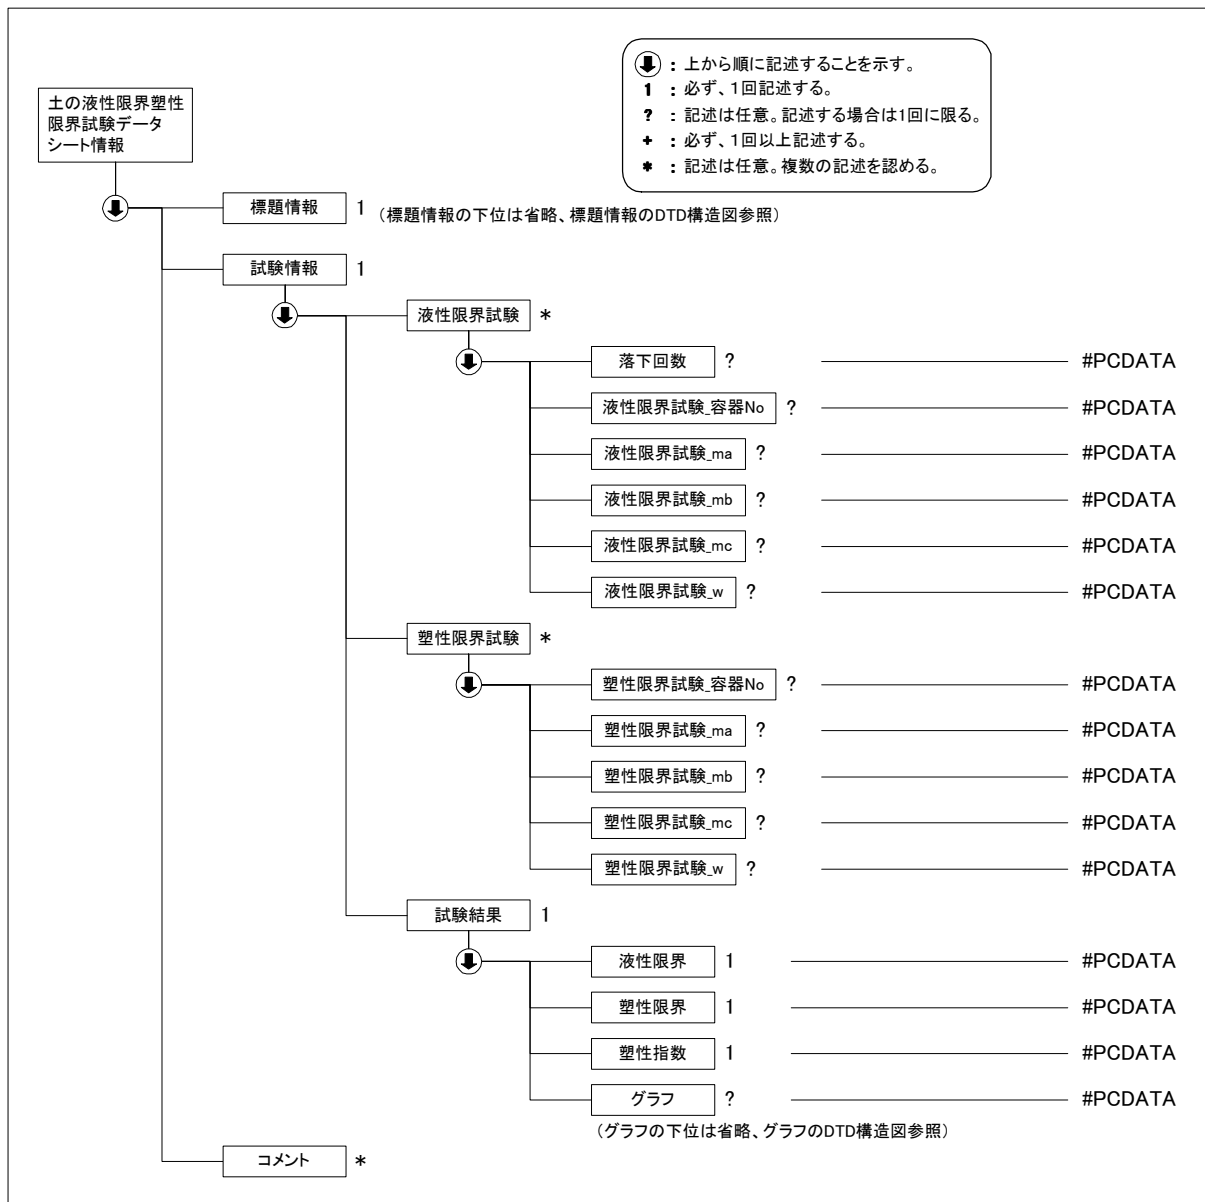 : 上から順に記述することを示す。
1 : 必ず、1回記述する。
? : 記述は任意。記述する場合は1回に限る。
+ : 必ず、1回以上記述する。
* : 記述は任意。複数の記述を認める。
土の液性限界塑性
限界試験データ
シート情報
標題情報 1 (標題情報の下位は省略、標題情報のDTD構造図参照)
試験情報 1
液性限界試験 *
落下回数 ? #PCDATA
液性限界試験_容器No ? #PCDATA
液性限界試験_ma ? #PCDATA
液性限界試験_mb ? #PCDATA
液性限界試験_mc ? #PCDATA
液性限界試験_w ? #PCDATA
塑性限界試験 *
塑性限界試験_容器No ? #PCDATA
塑性限界試験_ma ? #PCDATA
塑性限界試験_mb ? #PCDATA
塑性限界試験_mc ? #PCDATA
塑性限界試験_w ? #PCDATA
試験結果 1
液性限界 1 #PCDATA
塑性限界 1 #PCDATA
塑性指数 1 #PCDATA
グラフ ? #PCDATA
(グラフの下位は省略、グラフのDTD構造図参照)
コメント *